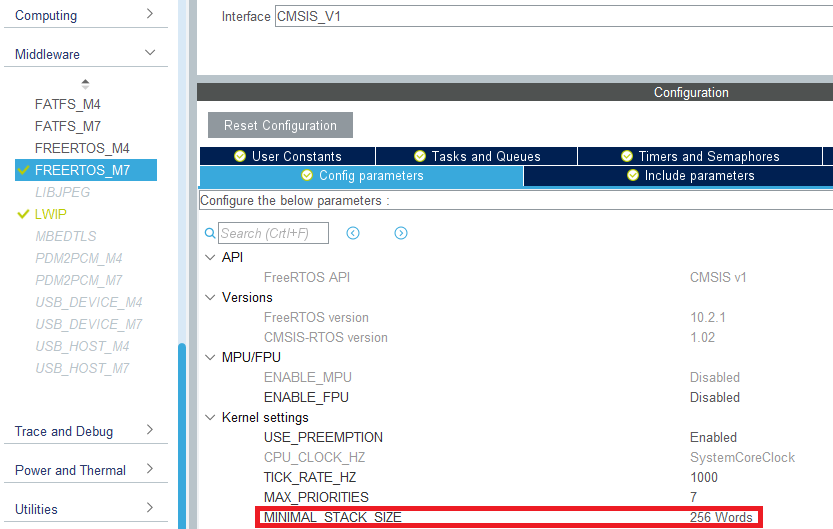 Computing
Middleware
FATFS_M4
FATFS_M7
FREERTOS_M4
FREERTOS_M7
LIBJPEG
LWIP
MBEDTLS
PDM2PCM_M4
PDM2PCM_M7
USB_DEVICE_M4
USB_DEVICE_M7
USB_HOST_M4
USB_HOST_M7
Trace and Debug
Power and Thermal
Utilities
Interface CMSIS_V1
Configuration
Reset Configuration
User Constants Tasks and Queues Timers and Semaphores
Config parameters Include parameters
Configure the below parameters :
Search (CrtI+F)
API
FreeRTOS API CMSIS v1
Versions
FreeRTOS version 10.2.1
CMSIS-RTOS version 1.02
MPU/FPU
ENABLE_MPU Disabled
ENABLE_FPU Disabled
Kernel settings
USE_PREEMPTION Enabled
CPU_CLOCK_HZ SystemCoreClock
TICK_RATE_HZ 1000
MAX_PRIORITIES 7
MINIMAL_STACK_SIZE 256 Words